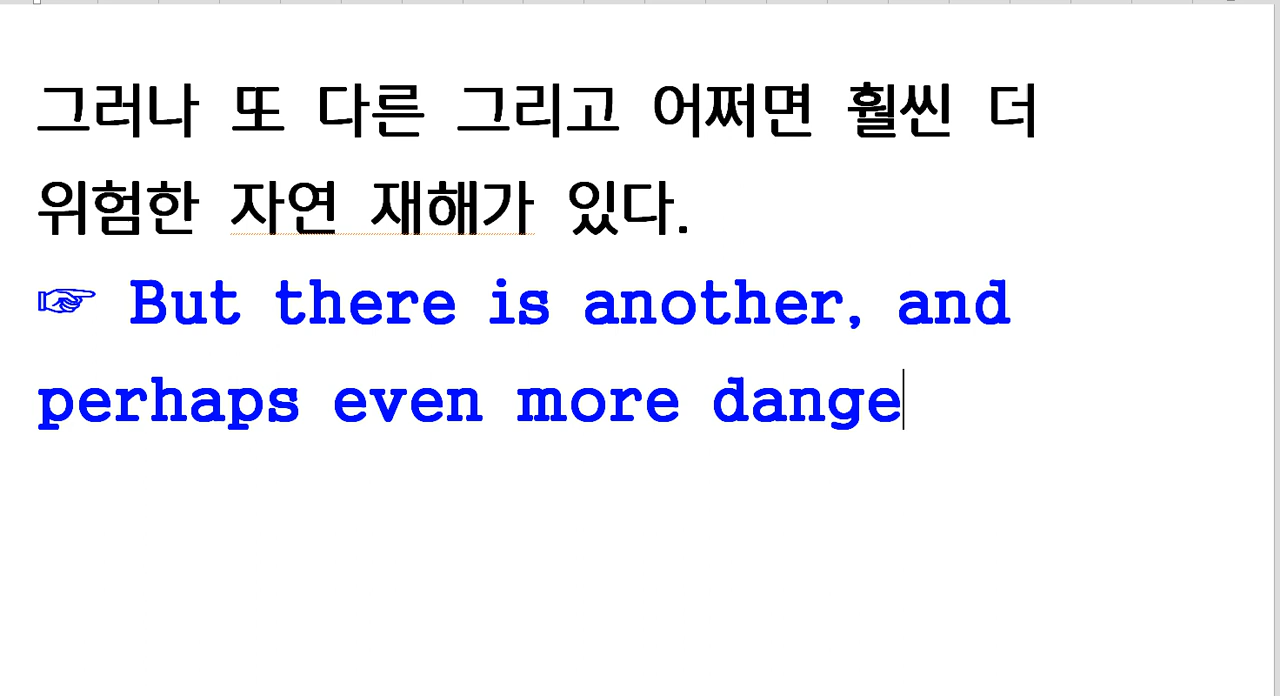 그러나 또 다른 그리고 어쩌면 훨씬 더
위험한 자연 재해가 있다.
☞ But there is another, and
perhaps even more dange